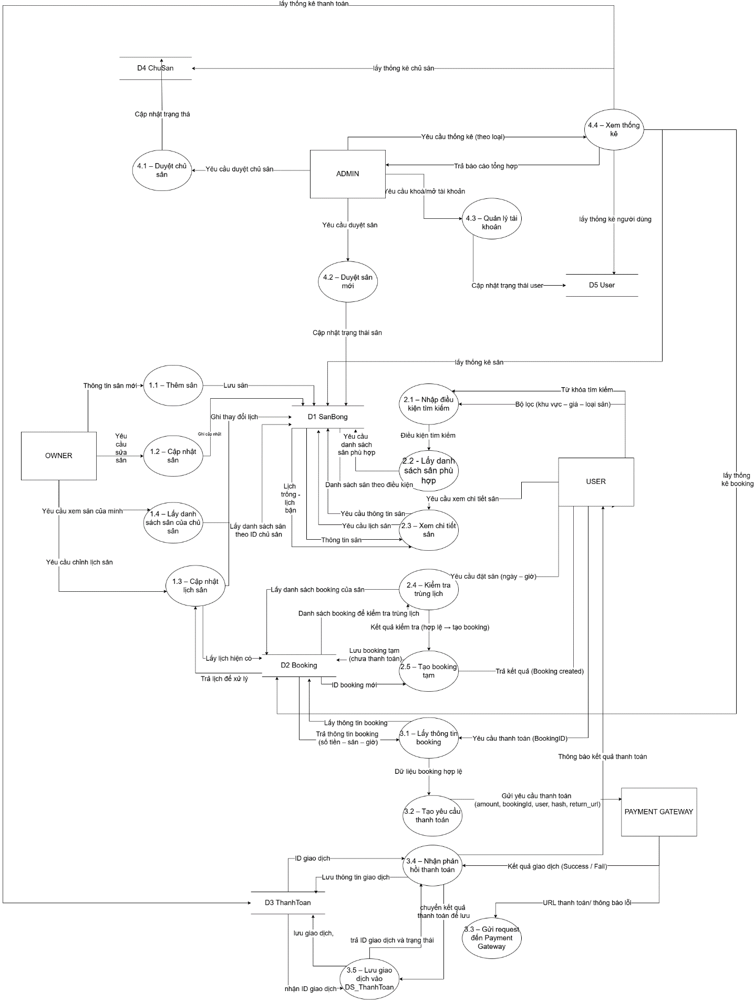 lấy thống kê thanh toán
D4 ChuSan
lấy thống kê chủ sân
Cập nhật trạng thá
4.4 – Xem thống
kê
Yêu cầu thống kê (theo loại)
4.1 – Duyệt chủ
sân
Yêu cầu duyệt chủ sân
ADMIN
Trả báo cáo tổng hợp
Yêu cầu khoá/mở tài khoản
4.3 – Quản lý tài
khoản
lấy thống kê người dùng
Yêu cầu duyệt sân
4.2 – Duyệt sân
mới
Cập nhật trạng thái user
D5 User
Cập nhật trạng thái sân
lấy thống kê sân
Thông tin sân mới
1.1 – Thêm sân
Lưu sân
2.1 – Nhập điều
kiện tìm kiếm
Từ khóa tìm kiếm
Bộ lọc (khu vực – giá – loại sân)
Ghi thay đổi lịch
D1 SanBong
Ghi cập nhật
Yêu cầu
danh sách
sân phù hợp
Điều kiện tìm kiếm
OWNER
Yêu
cầu
sửa
sân
1.2 – Cập nhật
sân
2.2 - Lấy danh
sách sân phù
hợp
USER
lấy thống
kê booking
Lịch
trống -
lịch
bận
Danh sách sân theo điều kiện
Yêu cầu xem chi tiết sân
Yêu cầu xem sân của mình
1.4 – Lấy danh
sách sân của chủ
sân
Lấy danh sách sân
theo ID chủ sân
Yêu cầu thông tin sân
Yêu cầu lịch sân
Thông tin sân
2.3 – Xem chi tiết
sân
Yêu cầu chỉnh lịch sân
1.3 – Cập nhật
lịch sân
Yêu cầu đặt sân (ngày – giờ)
Lấy danh sách booking của sân
2.4 – Kiểm tra
trùng lịch
Danh sách booking để kiểm tra trùng lịch
Kết quả kiểm tra (hợp lệ → tạo booking)
Lấy lịch hiện có
Lưu booking tạm
(chưa thanh toán)
D2 Booking
Trả lịch để xử lý
ID booking mới
2.5 – Tạo booking
tạm
Trả kết quả (Booking created)
Lấy thông tin booking
Trả thông tin booking
(số tiền – sân – giờ)
3.1 – Lấy thông tin
booking
Yêu cầu thanh toán (BookingID)
Thông báo kết quả thanh toán
Dữ liệu booking hợp lệ
Gửi yêu cầu thanh toán
(amount, bookingId, user, hash, return_url)
3.2 – Tạo yêu cầu
thanh toán
PAYMENT GATEWAY
ID giao dịch
3.4 – Nhận phản
hồi thanh toán
Kết quả giao dịch (Success / Fail)
Lưu thông tin giao dịch
D3 ThanhToan
chuyển kết quả
thanh toán để lưu
URL thanh toán/ thông báo lỗi
lưu giao dịch,
trả ID giao dịch và trạng thái
3.3 – Gửi request
đến Payment
Gateway
3.5 – Lưu giao
dịch vào
DS_ThanhToan
nhận ID giao dịch